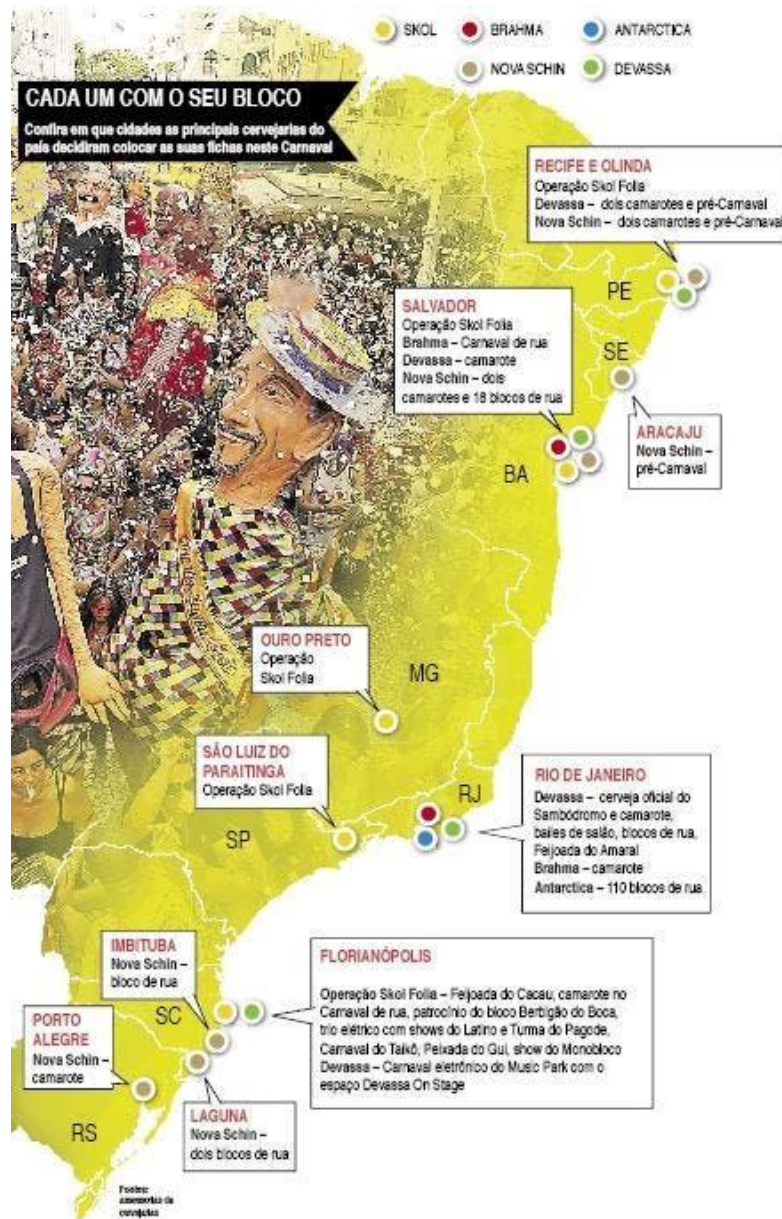 SKOL
BRAHMA
ANTARCTICA
NOVA SCHIN
DEVASSA
CADA UM COM O SEU BLOCO
Confira em que cidades as principais cervejarias do
país decidiram colocar as suas fichas neste Carnaval
RECIFE E OLINDA
Operação Skol Folia
Devassa – dois camarotes e pré-Carnaval
Nova Schin – dois camarotes e pré-Carnaval
PE
SALVADOR
Operação Skol Folia
Brahma – Carnaval de rua
Devassa – camarote
Nova Schin – dois
camarotes e 18 blocos de rua
SE
ARACAJU
Nova Schin –
pré-Carnaval
BA
OURO PRETO
Operação
Skol Folia
MG
SÃO LUIZ DO
PARAITINGA
Operação Skol Folia
RJ
SP
RIO DE JANEIRO
Devassa – cerveja oficial do
Sambódromo e camarote,
bailes de salão, blocos de rua,
Feijoada do Amaral
Brahma – camarote
Antarctica – 110 blocos de rua
IMBITUBA
Nova Schin –
bloco de rua
FLORIANÓPOLIS
Operação Skol Folia – Feijoada do Cacau, camarote no
Carnaval de rua, patrocínio do bloco Berbigão do Boca,
trio elétrico com shows do Latino e Turma do Pagode,
Carnaval do Taikô, Peixada do Gui, show do Monobloco
Devassa – Carnaval eletrônico do Music Park com o
espaço Devassa On Stage
SC
PORTO
ALEGRE
Nova Schin –
camarote
LAGUNA
Nova Schin –
dois blocos de rua
RS
cervejarias